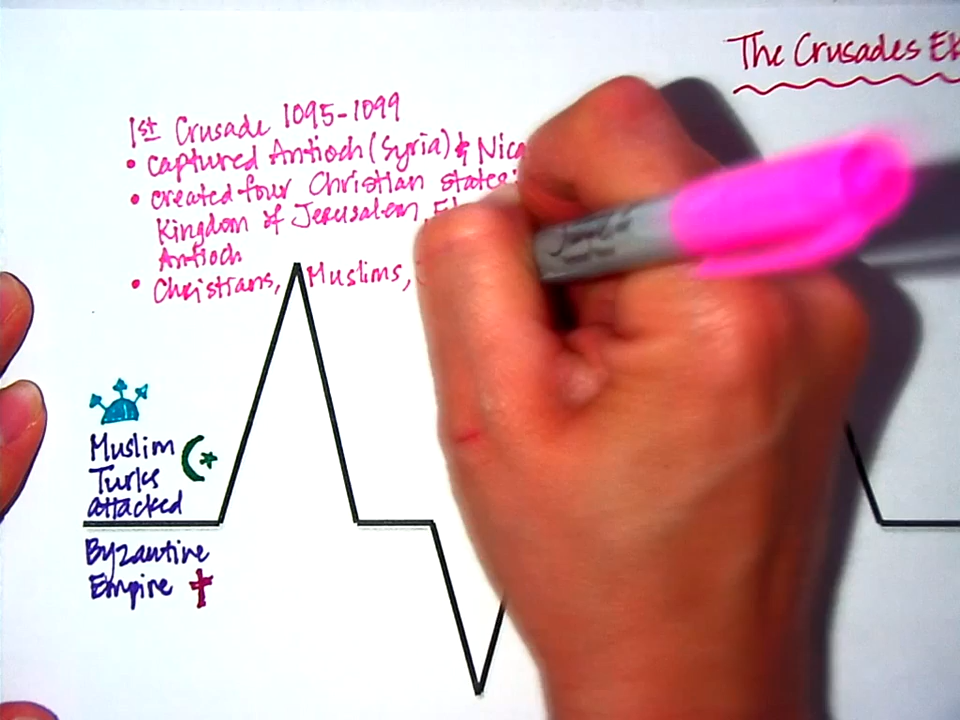 The Crusades
1st Crusade 1095-1099
• captured Antioch (Syria) &
• created four Christian states:
Kingdom of Jerusalem,
Antioch
• Christians, Muslims,
Muslim
Turks
attacked
Byzantine
Empire